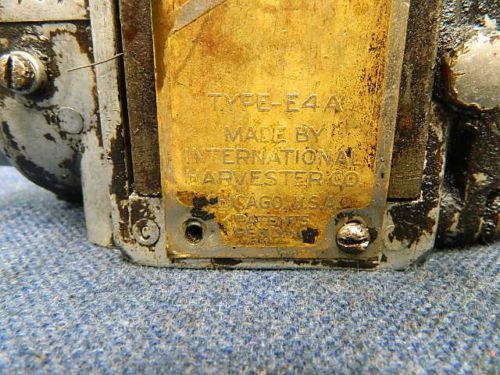 TYPE-E4A
MADE BY
INTERNATIONAL
HARVESTER CO.
CHICAGO, U.S.A.
PATENTS